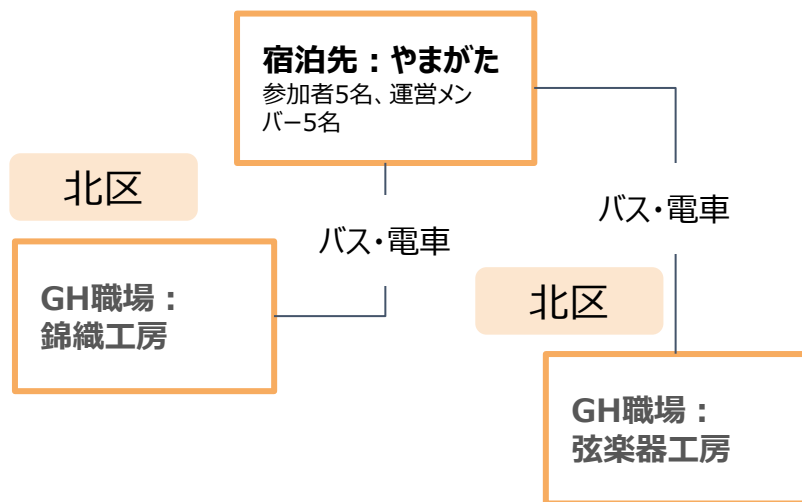 宿泊先：やまがた
参加者5名、運営メン
バー5名
北区
バス・電車
バス・電車
GH職場：
錦織工房
北区
GH職場：
弦楽器工房